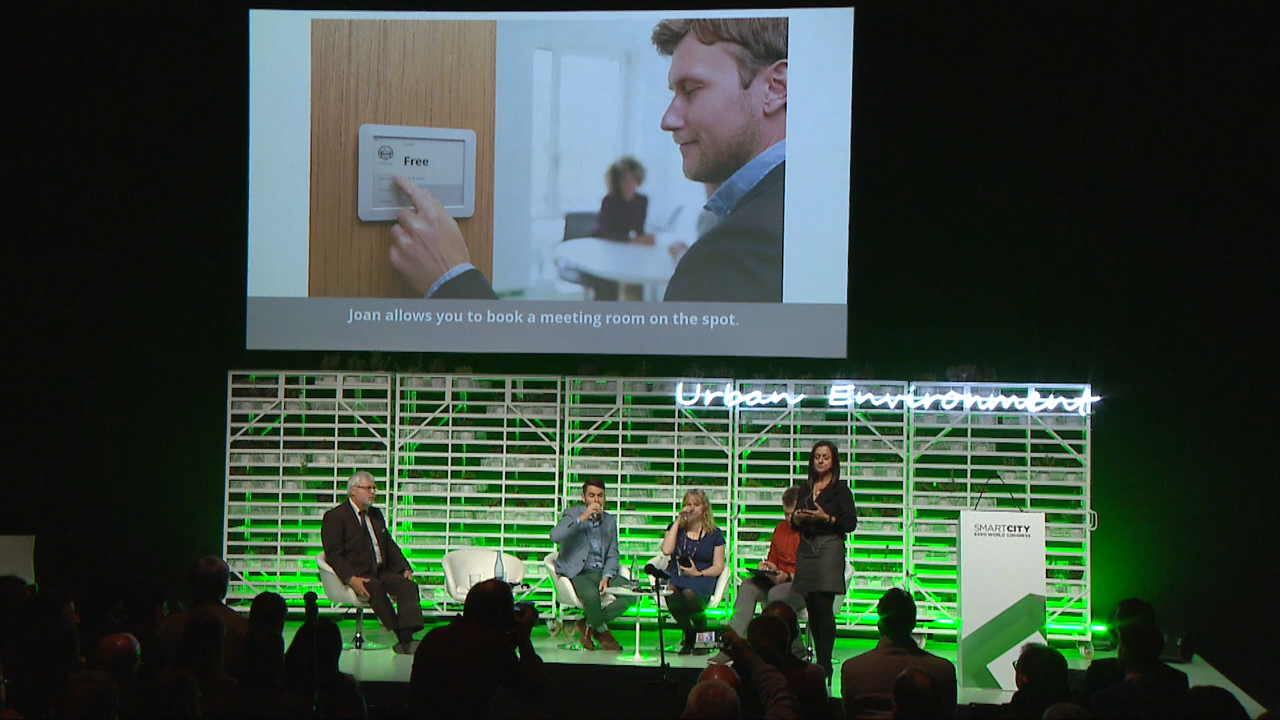 Free
Joan allows you to book a meeting room on the spot.
Urban Environment
SMARTCITY
EXPO WORLD CONGRESS